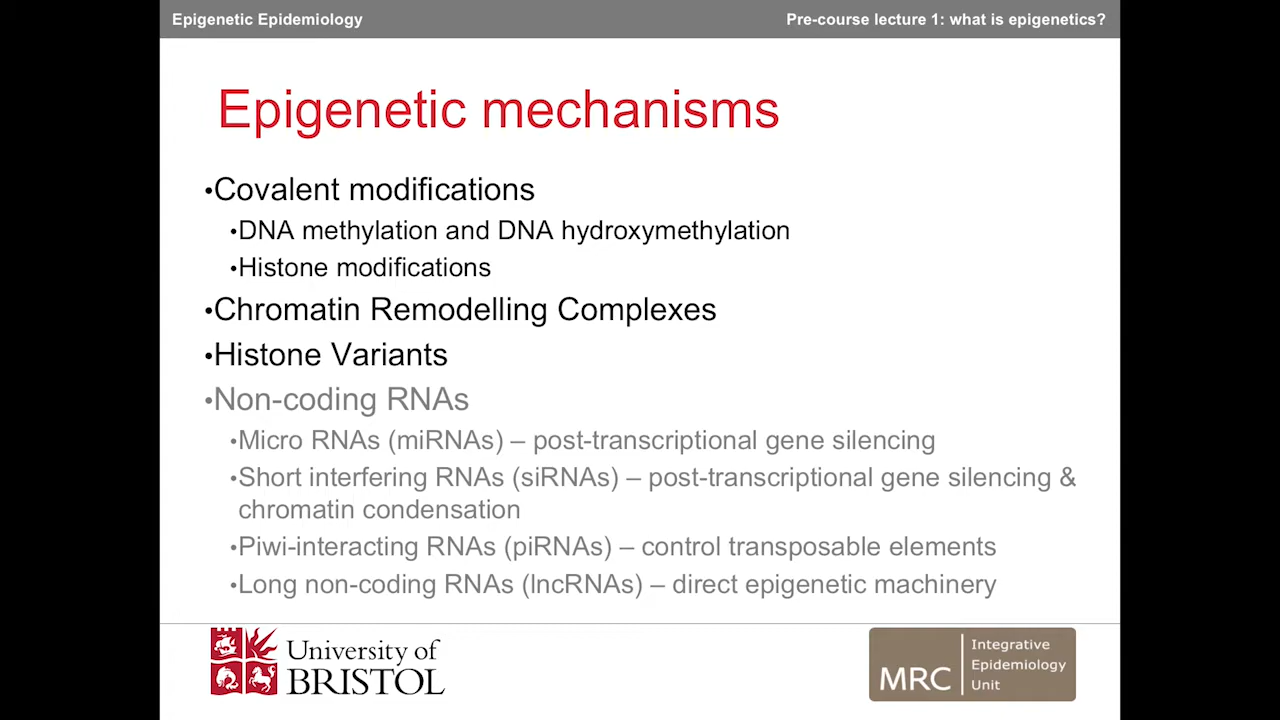 Epigenetic Epidemiology
Pre-course lecture 1: what is epigenetics?
Epigenetic mechanisms
•Covalent modifications
•DNA methylation and DNA hydroxymethylation
•Histone modifications
•Chromatin Remodelling Complexes
•Histone Variants
•Non-coding RNAs
•Micro RNAs (miRNAs) – post-transcriptional gene silencing
•Short interfering RNAs (siRNAs) – post-transcriptional gene silencing &
chromatin condensation
•Piwi-interacting RNAs (piRNAs) – control transposable elements
•Long non-coding RNAs (lncRNAs) – direct epigenetic machinery
University of
BRISTOL
MRC
Integrative
Epidemiology
Unit